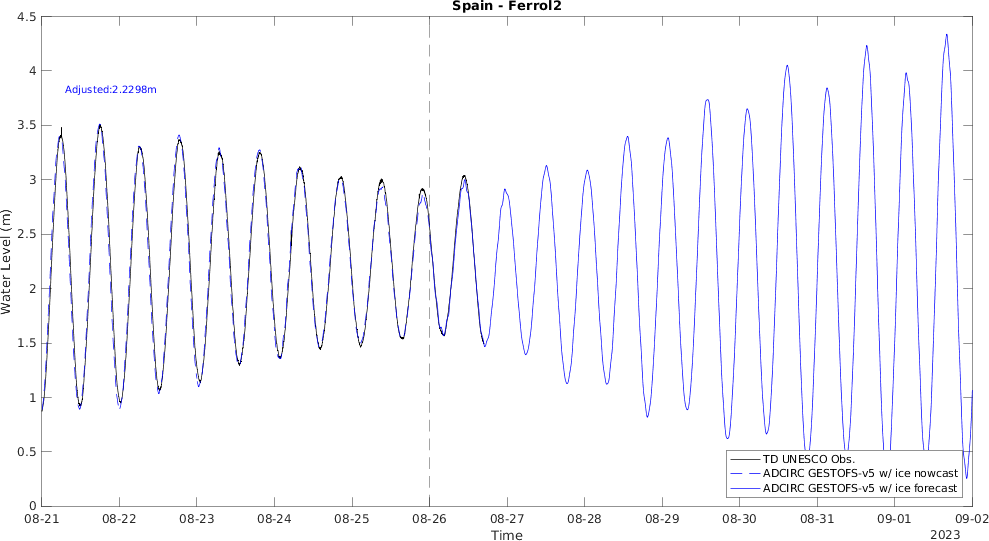 Spain - Ferrol2
4.5
4
3.5
3
2.5
2
1.5
1
0.5
0
Water Level (m)
Adjusted:2.2298m
TD UNESCO Obs.
ADCIRC GESTOFS-v5 w/ ice nowcast
ADCIRC GESTOFS-v5 w/ ice forecast
08-21 08-22 08-23 08-24 08-25 08-26 08-27 08-28 08-29 08-30 08-31 09-01 09-02
Time
2023